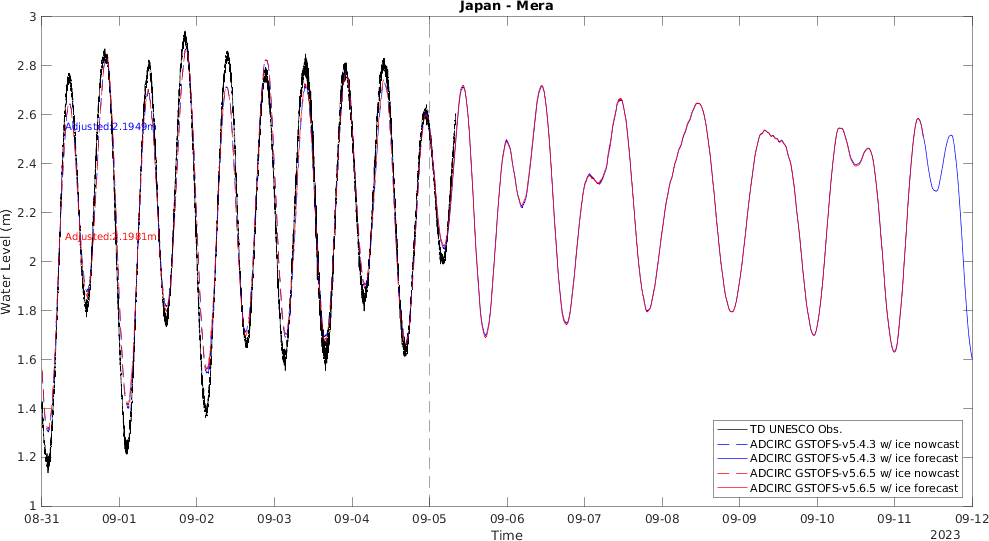 Japan - Mera
3
2.8
2.6
2.4
2.2
2
1.8
1.6
1.4
1.2
1
Water Level (m)
Adjusted:2.1949m
Adjusted:2.1981m
TD UNESCO Obs.
ADCIRC GSTOFS-v5.4.3 w/ ice nowcast
ADCIRC GSTOFS-v5.4.3 w/ ice forecast
ADCIRC GSTOFS-v5.6.5 w/ ice nowcast
ADCIRC GSTOFS-v5.6.5 w/ ice forecast
08-31 09-01 09-02 09-03 09-04 09-05 09-06 09-07 09-08 09-09 09-10 09-11 09-12
Time
2023